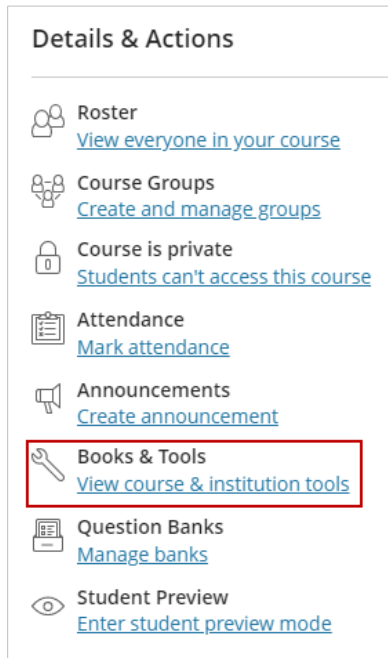 Details & Actions
Roster
View everyone in your course
Course Groups
Create and manage groups
Course is private
Students can't access this course
Attendance
Mark attendance
Announcements
Create announcement
Books & Tools
View course & institution tools
Question Banks
Manage banks
Student Preview
Enter student preview mode